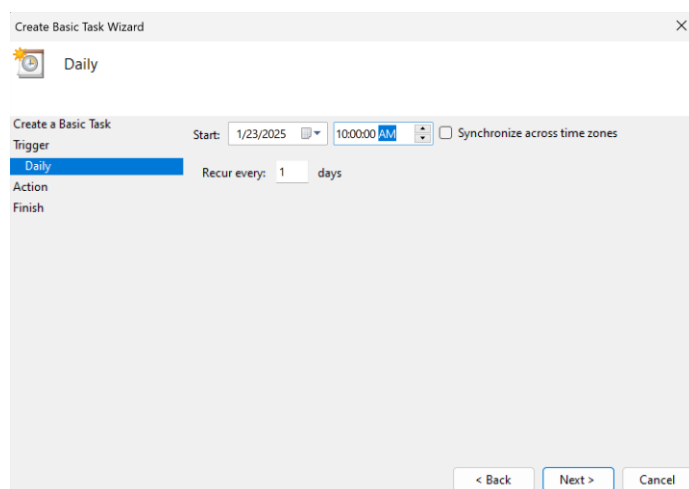 Create Basic Task Wizard
Daily
Create a Basic Task
Trigger
Daily
Action
Finish
Start: 1/23/2025 10:00:00 AM Synchronize across time zones
Recur every: 1 days
< Back Next > Cancel